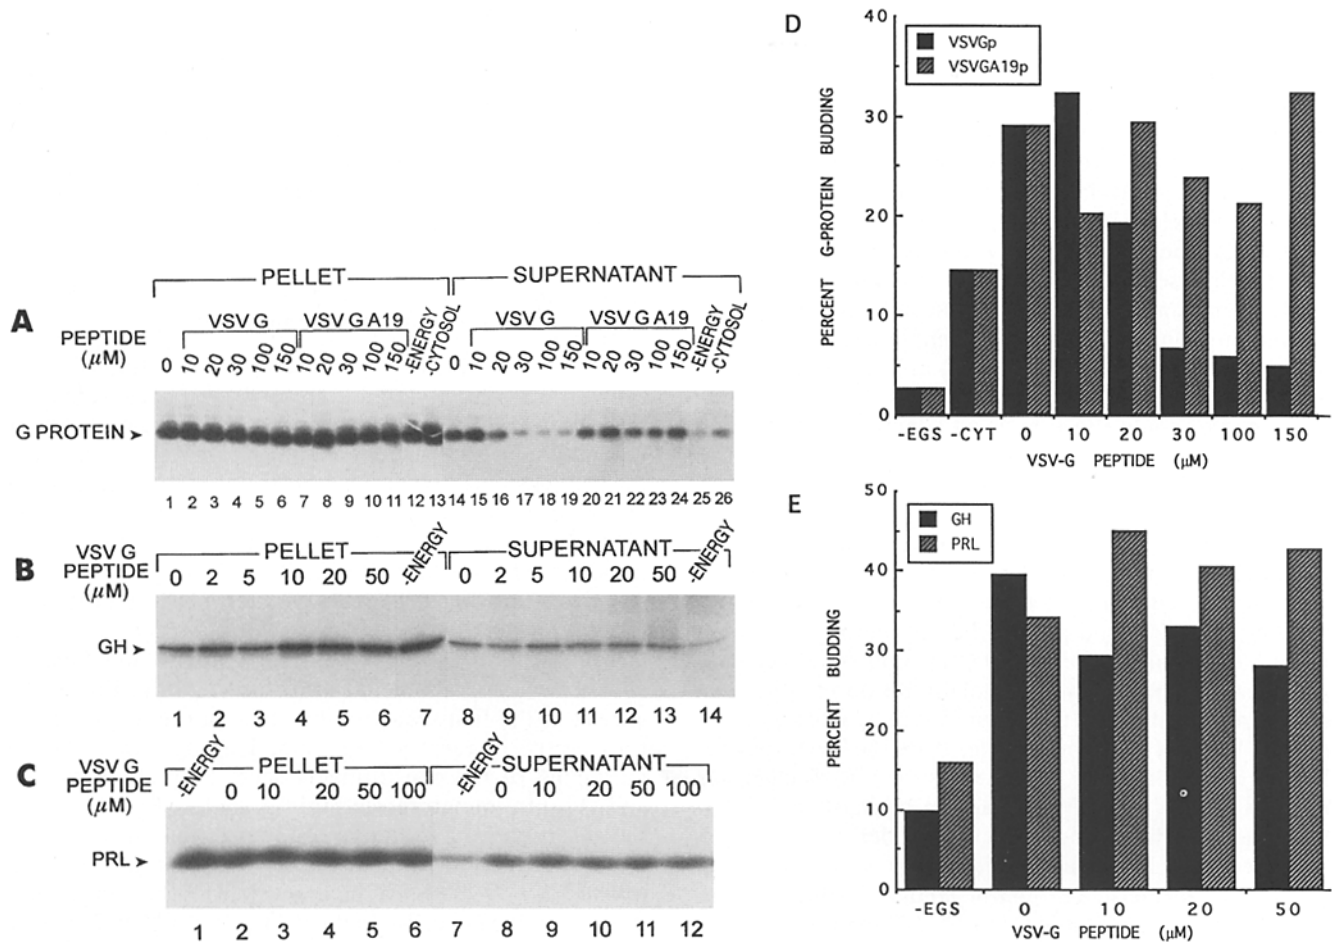 A
PELLET SUPERNATANT
PEPTIDE (μM)
VSV G VSV G A19 VSV G VSV G A19
0 10 20 30 100 150 10 20 30 100 150 -ENERGY -CYTOSOL 0 10 20 30 100 150 10 20 30 100 150 -ENERGY -CYTOSOL
G PROTEIN
1 2 3 4 5 6 7 8 9 10 11 12 13 14 15 16 17 18 19 20 21 22 23 24 25 26
B
VSV G PEPTIDE (μM)
PELLET SUPERNATANT
0 2 5 10 20 50 -ENERGY 0 2 5 10 20 50 -ENERGY
GH
1 2 3 4 5 6 7 8 9 10 11 12 13 14
C
VSV G PEPTIDE (μM)
PELLET SUPERNATANT
-ENERGY 0 10 20 50 100 -ENERGY 0 10 20 50 100
PRL
1 2 3 4 5 6 7 8 9 10 11 12
D
VSVGp
VSVGA19p
PERCENT G-PROTEIN BUDDING
40
30
20
10
0
-EGS -CYT 0 10 20 30 100 150
VSV-G PEPTIDE (μM)
E
GH
PRL
PERCENT BUDDING
50
40
30
20
10
0
-EGS 0 10 20 50
VSV-G PEPTIDE (μM)